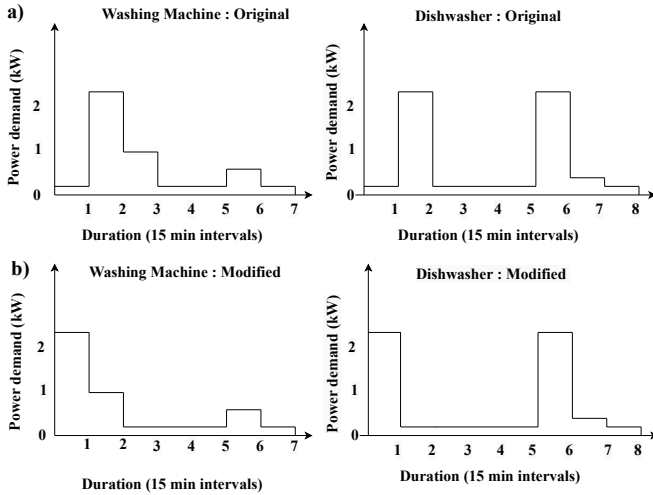 a)
Washing Machine : Original
Power demand (kW)
2
1
0
1 2 3 4 5 6 7
Duration (15 min intervals)
Dishwasher : Original
Power demand (kW)
2
1
0
1 2 3 4 5 6 7 8
Duration (15 min intervals)
b)
Washing Machine : Modified
Power demand (kW)
2
1
0
1 2 3 4 5 6 7
Duration (15 min intervals)
Dishwasher : Modified
Power demand (kW)
2
1
0
1 2 3 4 5 6 7 8
Duration (15 min intervals)